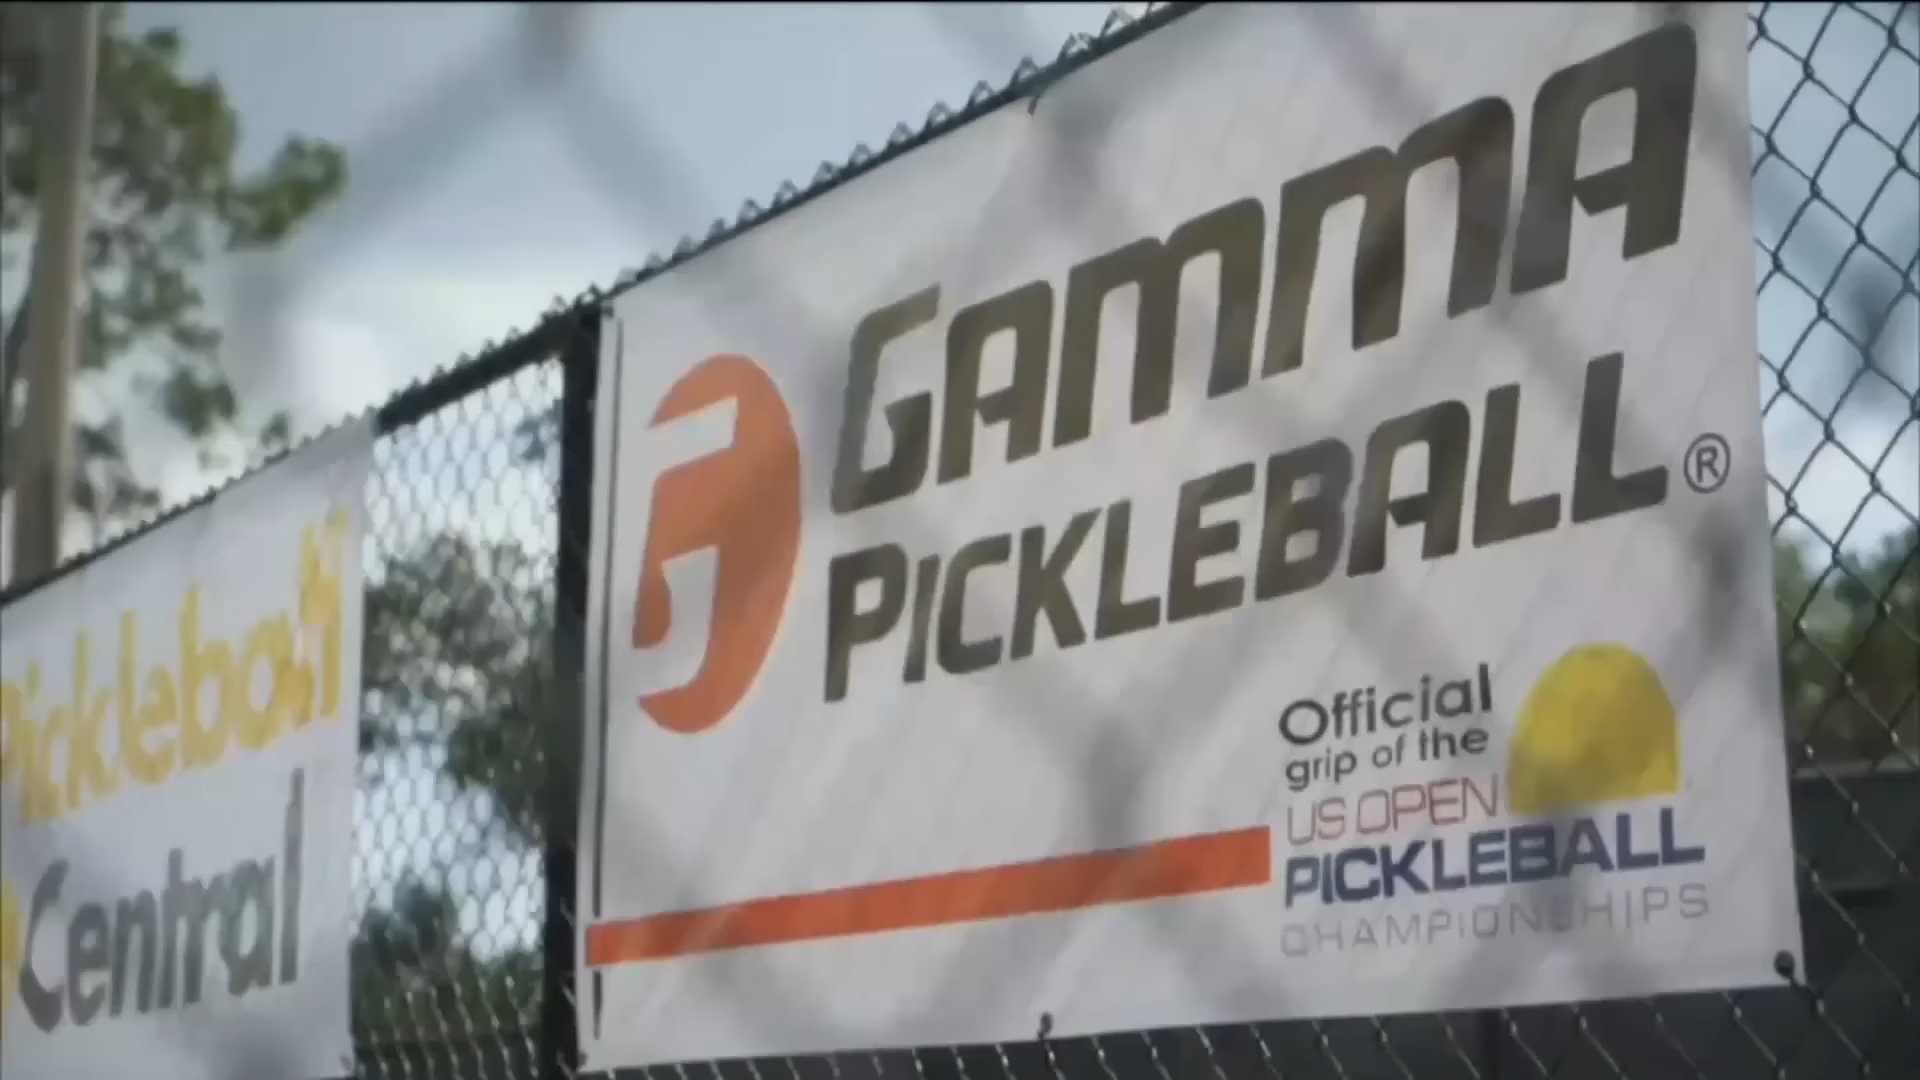 Pickleball
Central
GAMMA
PICKLEBALL®
Official
grip of the
US OPEN
PICKLEBALL
CHAMPIONSHIPS